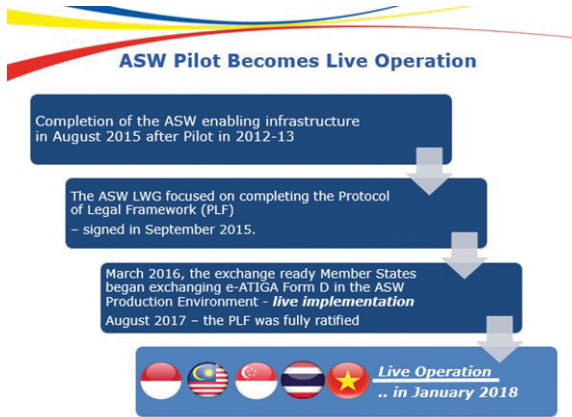 ASW Pilot Becomes Live Operation
Completion of the ASW enabling infrastructure
in August 2015 after Pilot in 2012-13
The ASW LWG focused on completing the Protocol
of Legal Framework (PLF)
– signed in September 2015.
March 2016, the exchange ready Member States
began exchanging e-ATIGA Form D in the ASW
Production Environment - live implementation
August 2017 – the PLF was fully ratified
Live Operation
.. in January 2018